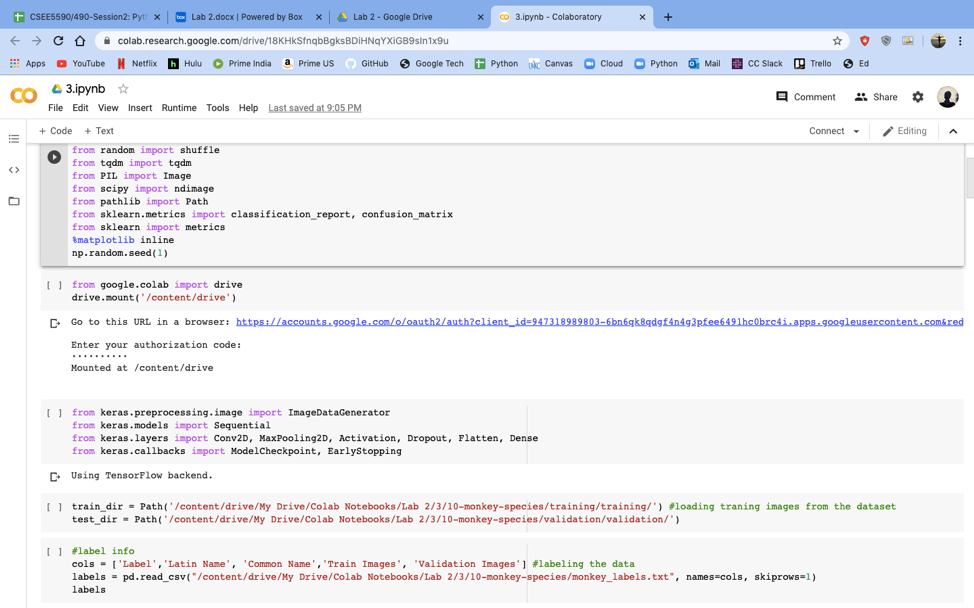 CSEE5590/490-Session2: Pyth
Lab 2.docx | Powered by Box
Lab 2 - Google Drive
3.ipynb - Colaboratory
colab.research.google.com/drive/18KHkSfnqbBgksBDiHNqYXiGB9sIn1x9u
Apps YouTube Netflix Hulu Prime India Prime US GitHub Google Tech Python Canvas Cloud Python Mail CC Slack Trello Ed
3.ipynb
Comment Share
File Edit View Insert Runtime Tools Help Last saved at 9:05 PM
+ Code + Text Connect Editing
from random import shuffle
from tqdm import tqdm
from PIL import Image
from scipy import ndimage
from pathlib import Path
from sklearn.metrics import classification_report, confusion_matrix
from sklearn import metrics
%matplotlib inline
np.random.seed(1)
[ ] from google.colab import drive
drive.mount('/content/drive')
Go to this URL in a browser: https://accounts.google.com/o/oauth2/auth?client_id=947318989803-6bn6qk8qdgf4n4g3pfee6491hc0brc4i.apps.googleusercontent.com&red
Enter your authorization code:
··········
Mounted at /content/drive
[ ] from keras.preprocessing.image import ImageDataGenerator
from keras.models import Sequential
from keras.layers import Conv2D, MaxPooling2D, Activation, Dropout, Flatten, Dense
from keras.callbacks import ModelCheckpoint, EarlyStopping
Using TensorFlow backend.
[ ] train_dir = Path('/content/drive/My Drive/Colab Notebooks/Lab 2/3/10-monkey-species/training/training/') #loading traning images from the dataset
test_dir = Path('/content/drive/My Drive/Colab Notebooks/Lab 2/3/10-monkey-species/validation/validation/')
[ ] #label info
cols = ['Label','Latin Name', 'Common Name','Train Images', 'Validation Images'] #labeling the data
labels = pd.read_csv("/content/drive/My Drive/Colab Notebooks/Lab 2/3/10-monkey-species/monkey_labels.txt", names=cols, skiprows=1)
labels